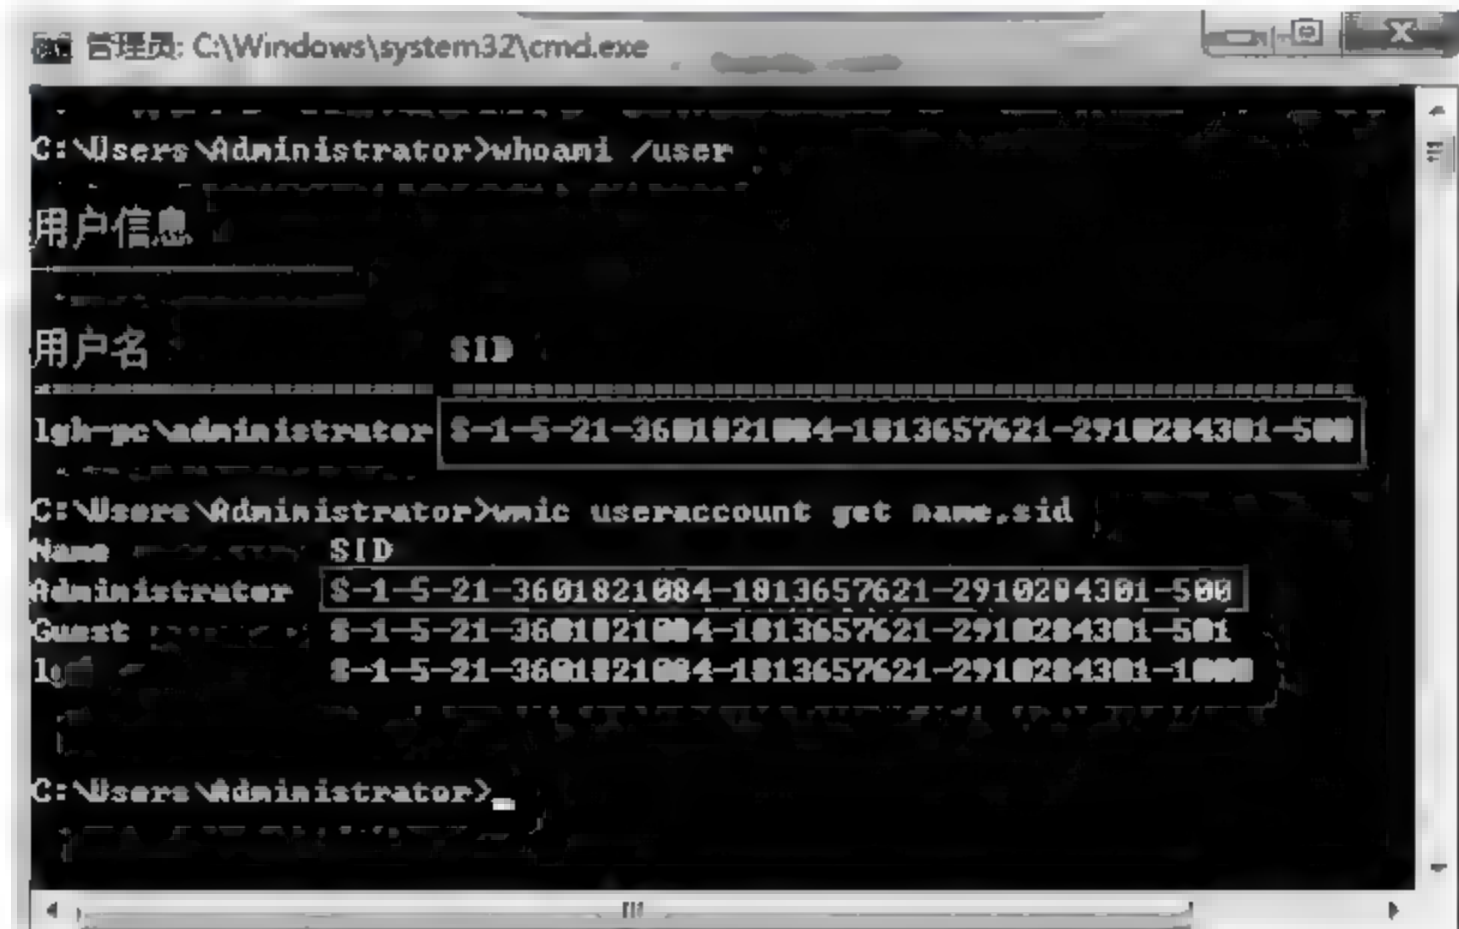 管理员: C:\Windows\system32\cmd.exe
C:\Users\Administrator>whoami /user
用户信息
用户名 SID
lgh-pc\administrator S-1-5-21-3601821084-1813657621-2910284301-500
C:\Users\Administrator>wmic useraccount get name,sid
Name SID
Administrator S-1-5-21-3601821084-1813657621-2910284301-500
Guest S-1-5-21-3601821084-1813657621-2910284301-501
S-1-5-21-3601821084-1813657621-2910284301-1000
C:\Users\Administrator>_